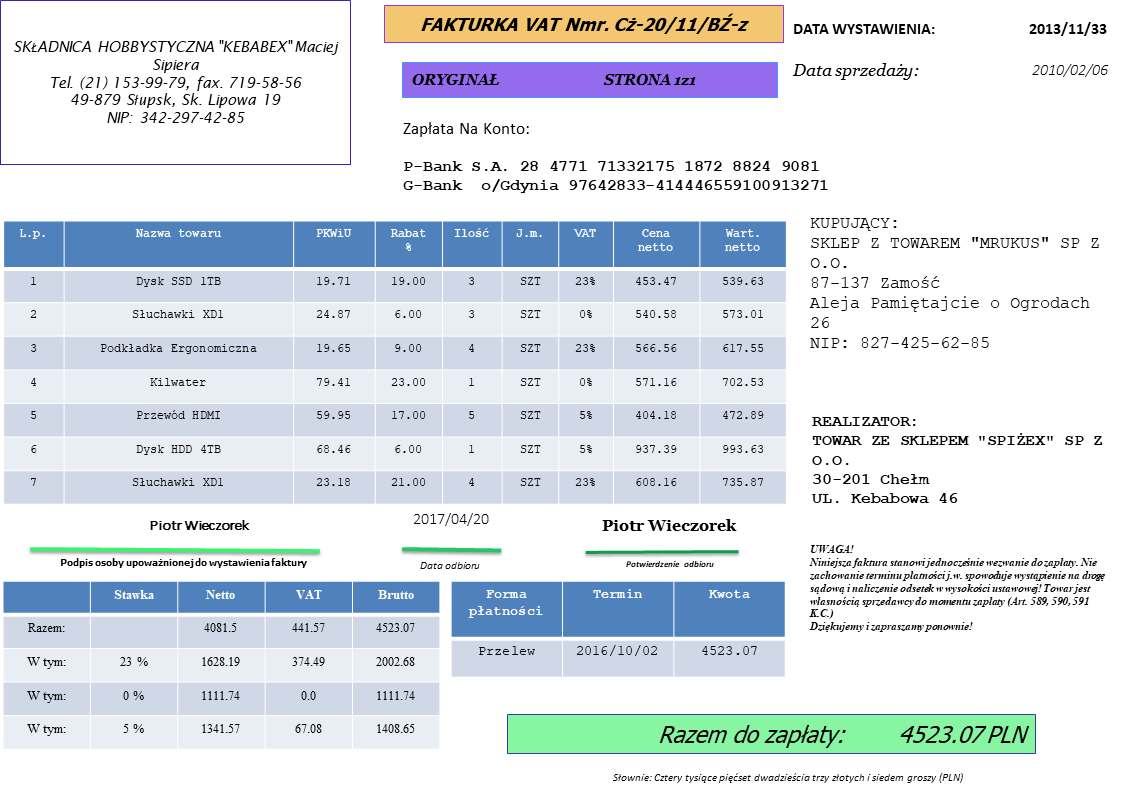 SKŁADNICA HOBBYSTYCZNA "KEBABEX" Maciej
Sipiera
Tel. (21) 153-99-79, fax. 719-58-56
49-879 Słupsk, Sk. Lipowa 19
NIP: 342-297-42-85
FAKTURKA VAT Nmr. Cż-20/11/BŹ-z
ORYGINAŁ STRONA 1z1
DATA WYSTAWIENIA: 2013/11/33
Data sprzedaży: 2010/02/06
Zapłata Na Konto:
P-Bank S.A. 28 4771 71332175 1872 8824 9081
G-Bank o/Gdynia 97642833-414446559100913271
L.p. Nazwa towaru PKWiU Rabat % Ilość J.m. VAT Cena netto Wart. netto
1 Dysk SSD 1TB 19.71 19.00 3 SZT 23% 453.47 539.63
2 Słuchawki XD1 24.87 6.00 3 SZT 0% 540.58 573.01
3 Podkładka Ergonomiczna 19.65 9.00 4 SZT 23% 566.56 617.55
4 Kilwater 79.41 23.00 1 SZT 0% 571.16 702.53
5 Przewód HDMI 59.95 17.00 5 SZT 5% 404.18 472.89
6 Dysk HDD 4TB 68.46 6.00 1 SZT 5% 937.39 993.63
7 Słuchawki XD1 23.18 21.00 4 SZT 23% 608.16 735.87
KUPUJĄCY:
SKLEP Z TOWAREM "MRUKUS" SP Z
O.O.
87-137 Zamość
Aleja Pamiętajcie o Ogrodach
26
NIP: 827-425-62-85
REALIZATOR:
TOWAR ZE SKLEPEM "SPIŻEX" SP Z
O.O.
30-201 Chełm
UL. Kebabowa 46
Piotr Wieczorek
Podpis osoby upoważnionej do wystawienia faktury
2017/04/20
Data odbioru
Piotr Wieczorek
Potwierdzenie odbioru
UWAGA!
Niniejsza faktura stanowi jednocześnie wezwanie do zapłaty. Nie
zachowanie terminu płatności j.w. spowoduje wystąpienie na drogę
sądową i naliczenie odsetek w wysokości ustawowej! Towar jest
własnością sprzedawcy do momentu zapłaty (Art. 589, 590, 591
K.C.)
Dziękujemy i zapraszamy ponownie!
Stawka Netto VAT Brutto
Razem: 4081.5 441.57 4523.07
W tym: 23 % 1628.19 374.49 2002.68
W tym: 0 % 1111.74 0.0 1111.74
W tym: 5 % 1341.57 67.08 1408.65
Forma płatności Termin Kwota
Przelew 2016/10/02 4523.07
Razem do zapłaty: 4523.07 PLN
Słownie: Cztery tysiące pięćset dwadzieścia trzy złotych i siedem groszy (PLN)